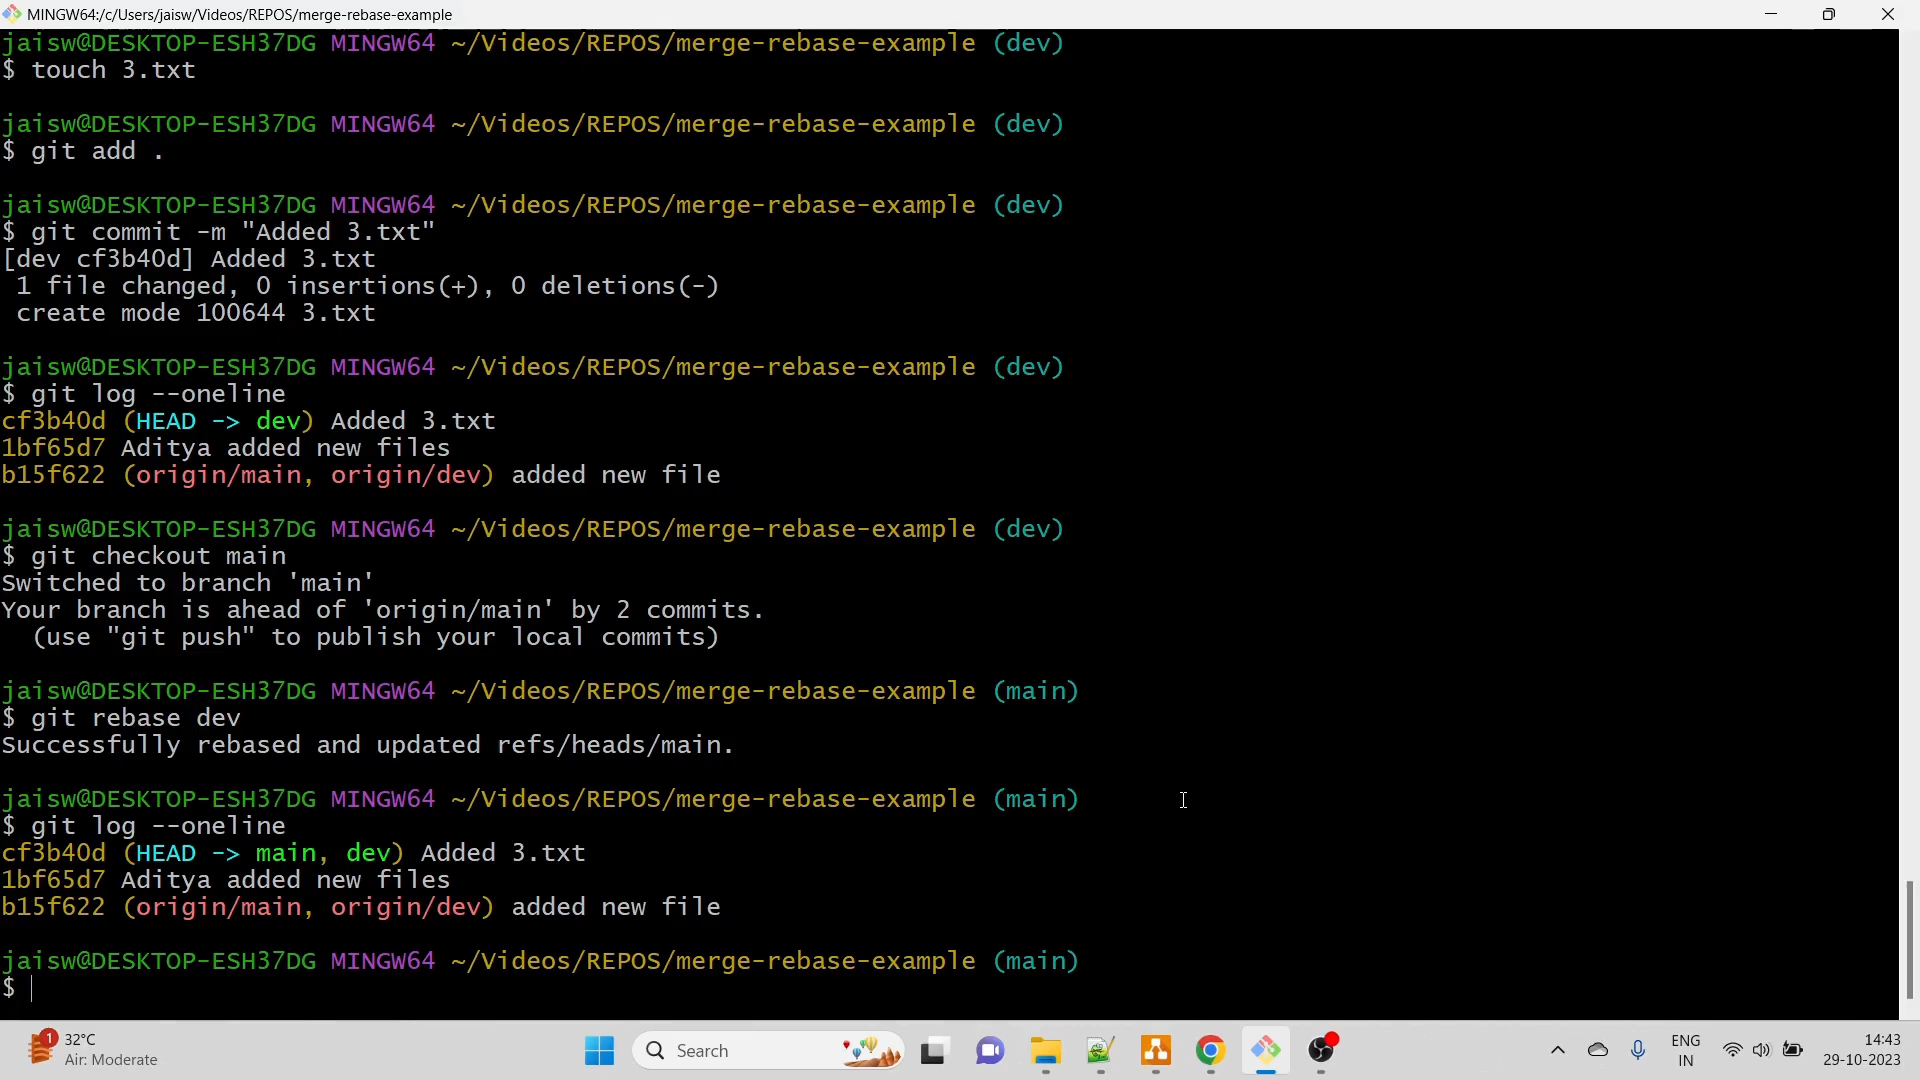 MINGW64:/c/Users/jaisw/Videos/REPOS/merge-rebase-example
jaisw@DESKTOP-ESH37DG MINGW64 ~/Videos/REPOS/merge-rebase-example (dev)
$ touch 3.txt
jaisw@DESKTOP-ESH37DG MINGW64 ~/Videos/REPOS/merge-rebase-example (dev)
$ git add .
jaisw@DESKTOP-ESH37DG MINGW64 ~/Videos/REPOS/merge-rebase-example (dev)
$ git commit -m "Added 3.txt"
[dev cf3b40d] Added 3.txt
 1 file changed, 0 insertions(+), 0 deletions(-)
 create mode 100644 3.txt
jaisw@DESKTOP-ESH37DG MINGW64 ~/Videos/REPOS/merge-rebase-example (dev)
$ git log --oneline
cf3b40d (HEAD -> dev) Added 3.txt
1bf65d7 Aditya added new files
b15f622 (origin/main, origin/dev) added new file
jaisw@DESKTOP-ESH37DG MINGW64 ~/Videos/REPOS/merge-rebase-example (dev)
$ git checkout main
Switched to branch 'main'
Your branch is ahead of 'origin/main' by 2 commits.
  (use "git push" to publish your local commits)
jaisw@DESKTOP-ESH37DG MINGW64 ~/Videos/REPOS/merge-rebase-example (main)
$ git rebase dev
Successfully rebased and updated refs/heads/main.
jaisw@DESKTOP-ESH37DG MINGW64 ~/Videos/REPOS/merge-rebase-example (main)
$ git log --oneline
cf3b40d (HEAD -> main, dev) Added 3.txt
1bf65d7 Aditya added new files
b15f622 (origin/main, origin/dev) added new file
jaisw@DESKTOP-ESH37DG MINGW64 ~/Videos/REPOS/merge-rebase-example (main)
$
1
32°C
Air: Moderate
Search
ENG
IN
14:43
29-10-2023